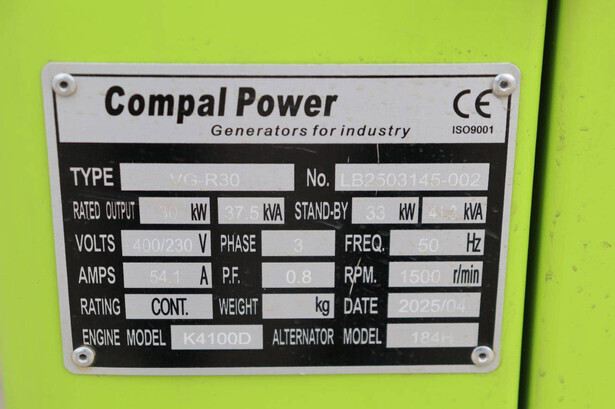 Compal Power
CE
Generators for industry
ISO9001
TYPE VG-R30 No. LB2503145-002
RATED OUTPUT 30 kW 37.5 kVA STAND-BY 33 kW kVA
VOLTS 400/230 V PHASE 3 FREQ. 50 Hz
AMPS 54.1 A P.F. 0.8 RPM. 1500 r/min
RATING CONT. WEIGHT kg DATE 2025/04
ENGINE MODEL K4100D ALTERNATOR MODEL 184H